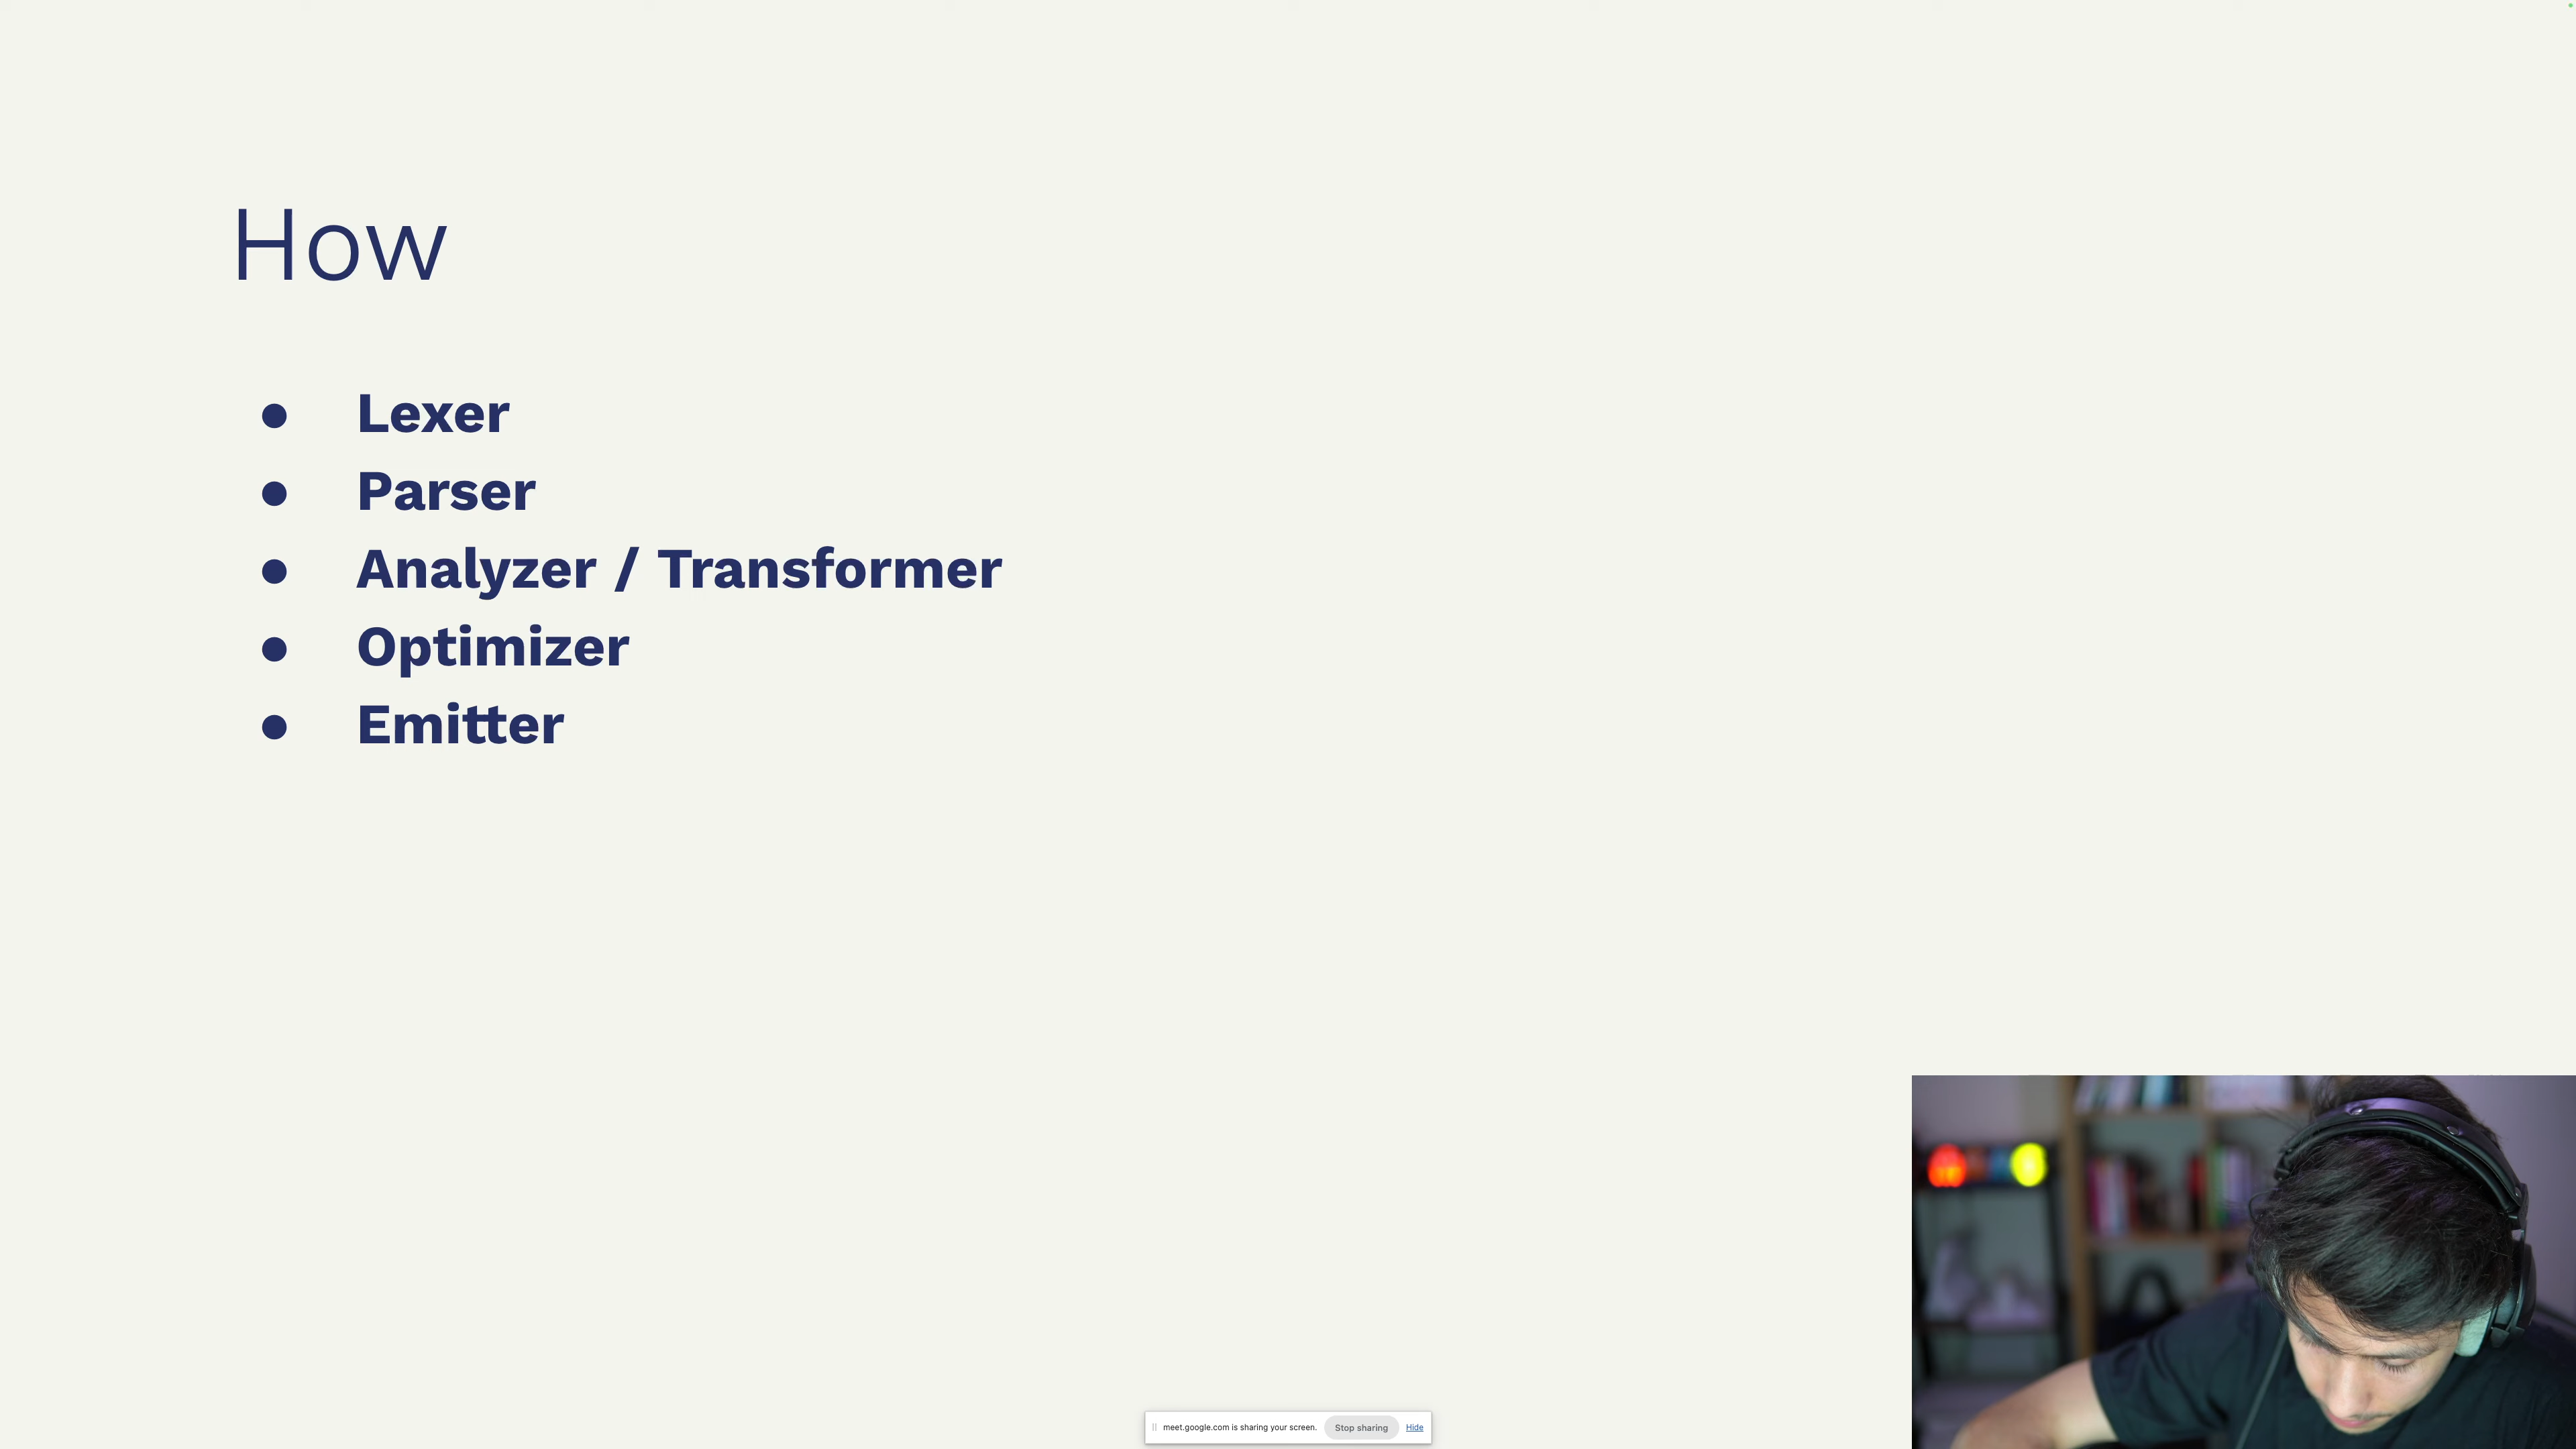 How
● Lexer
● Parser
● Analyzer / Transformer
● Optimizer
● Emitter
meet.google.com is sharing your screen. Stop sharing Hide